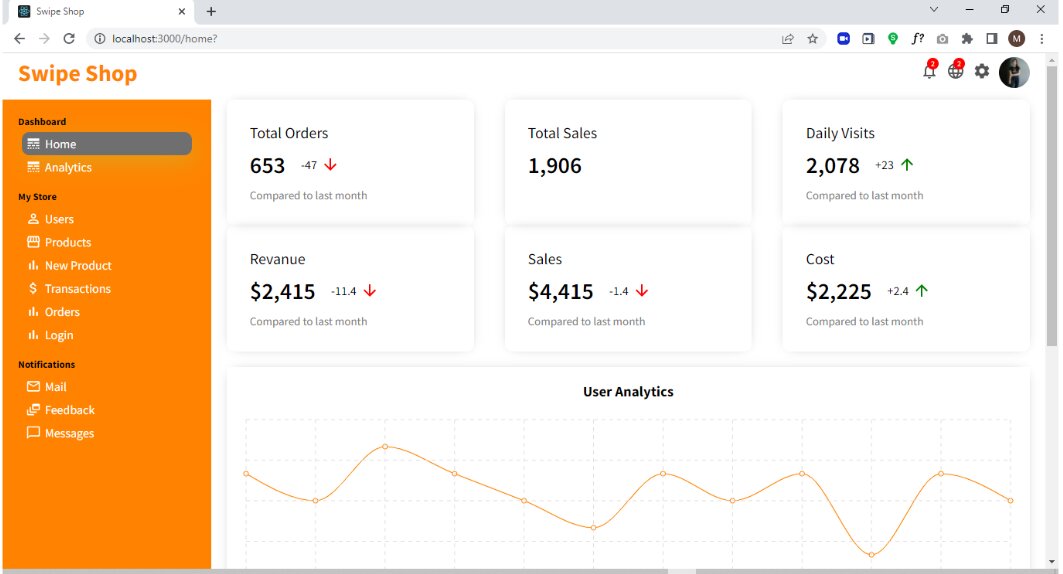 Swipe Shop
localhost:3000/home?
f?
M
Swipe Shop
2
2
Dashboard
Home
Analytics
My Store
Users
Products
New Product
Transactions
Orders
Login
Notifications
Mail
Feedback
Messages
Total Orders
653 -47
Compared to last month
Total Sales
1,906
Daily Visits
2,078 +23
Compared to last month
Revanue
$2,415 -11.4
Compared to last month
Sales
$4,415 -1.4
Compared to last month
Cost
$2,225 +2.4
Compared to last month
User Analytics